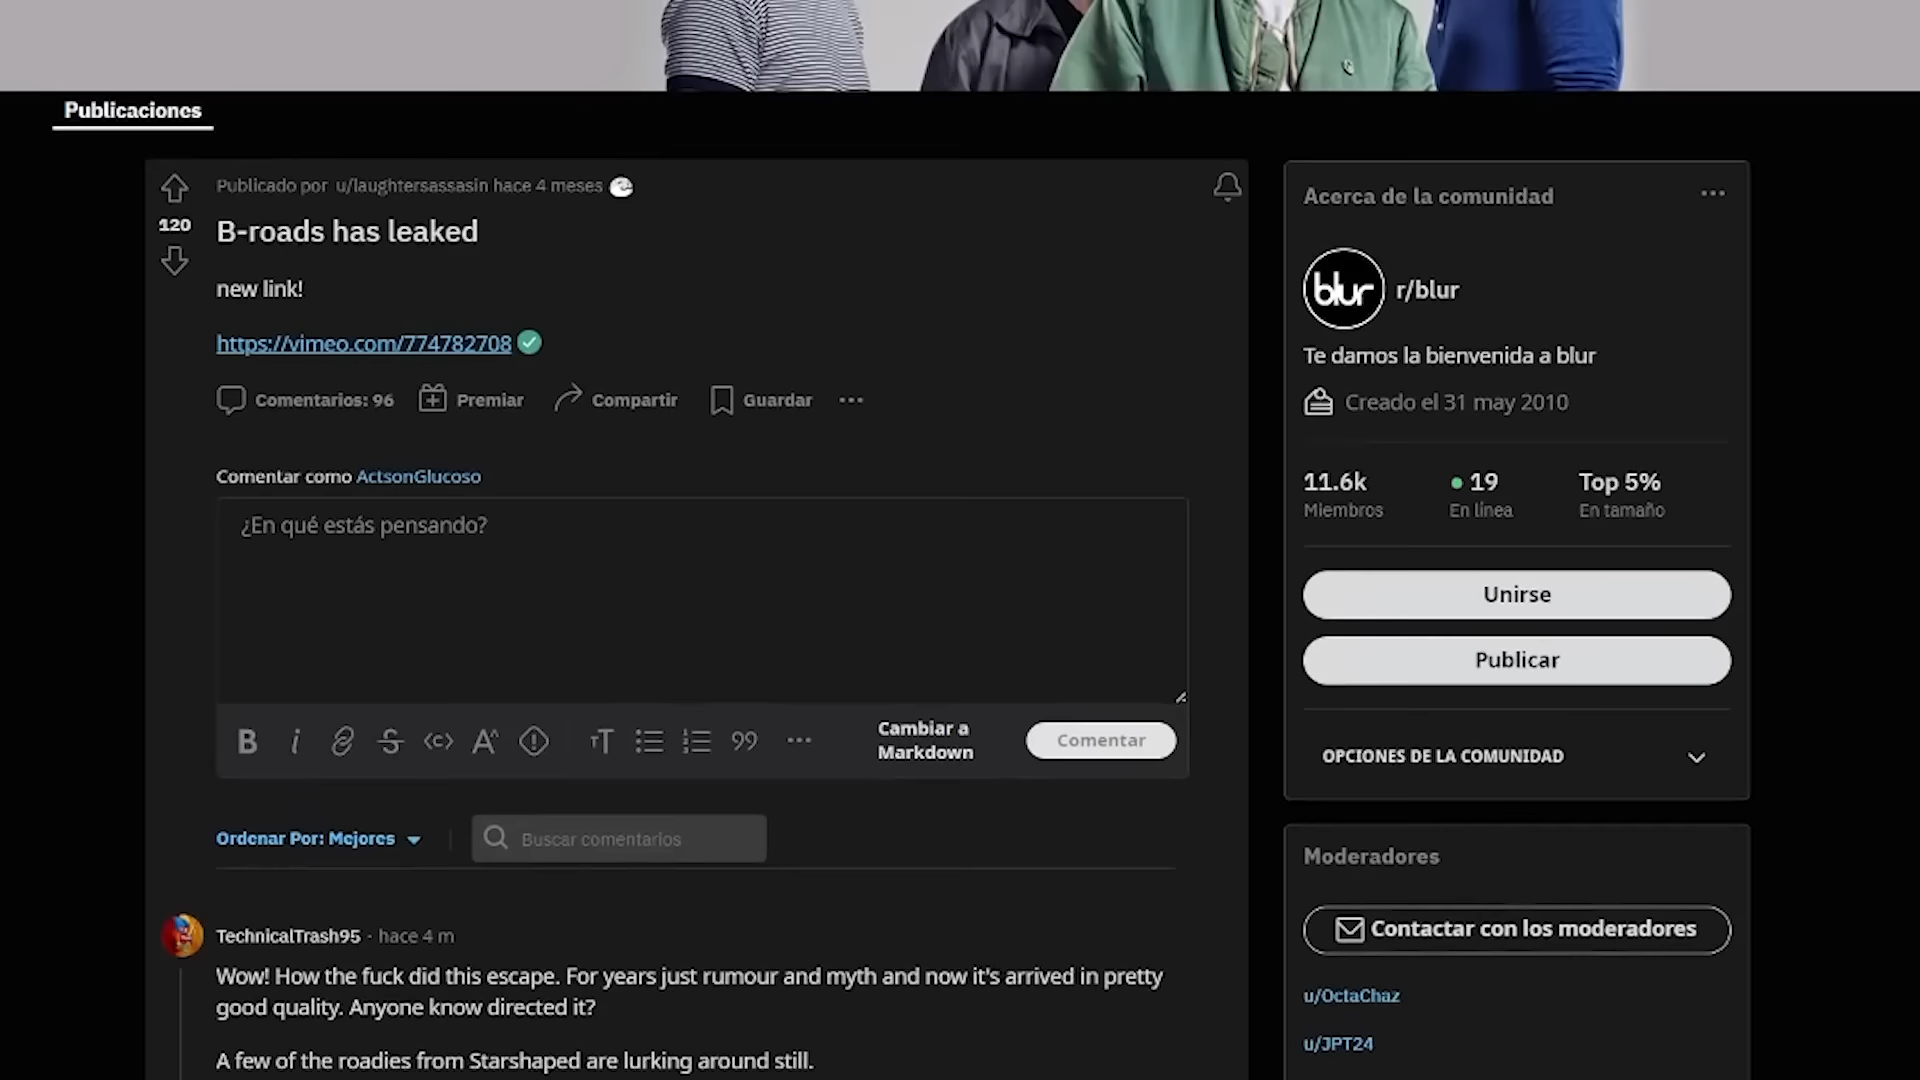 Publicaciones
Publicado por u/laughtersassasin hace 4 meses
120
B-roads has leaked
new link!
https://vimeo.com/774782708
Comentarios: 96 Premiar Compartir Guardar
Comentar como ActsonGlucoso
¿En qué estás pensando?
Cambiar a
Markdown
Comentar
Ordenar Por: Mejores
Buscar comentarios
TechnicalTrash95 · hace 4 m
Wow! How the fuck did this escape. For years just rumour and myth and now it's arrived in pretty
good quality. Anyone know directed it?
A few of the roadies from Starshaped are lurking around still.
Acerca de la comunidad
blur
r/blur
Te damos la bienvenida a blur
Creado el 31 may 2010
11.6k 19 Top 5%
Miembros En línea En tamaño
Unirse
Publicar
OPCIONES DE LA COMUNIDAD
Moderadores
Contactar con los moderadores
u/OctaChaz
u/JPT24